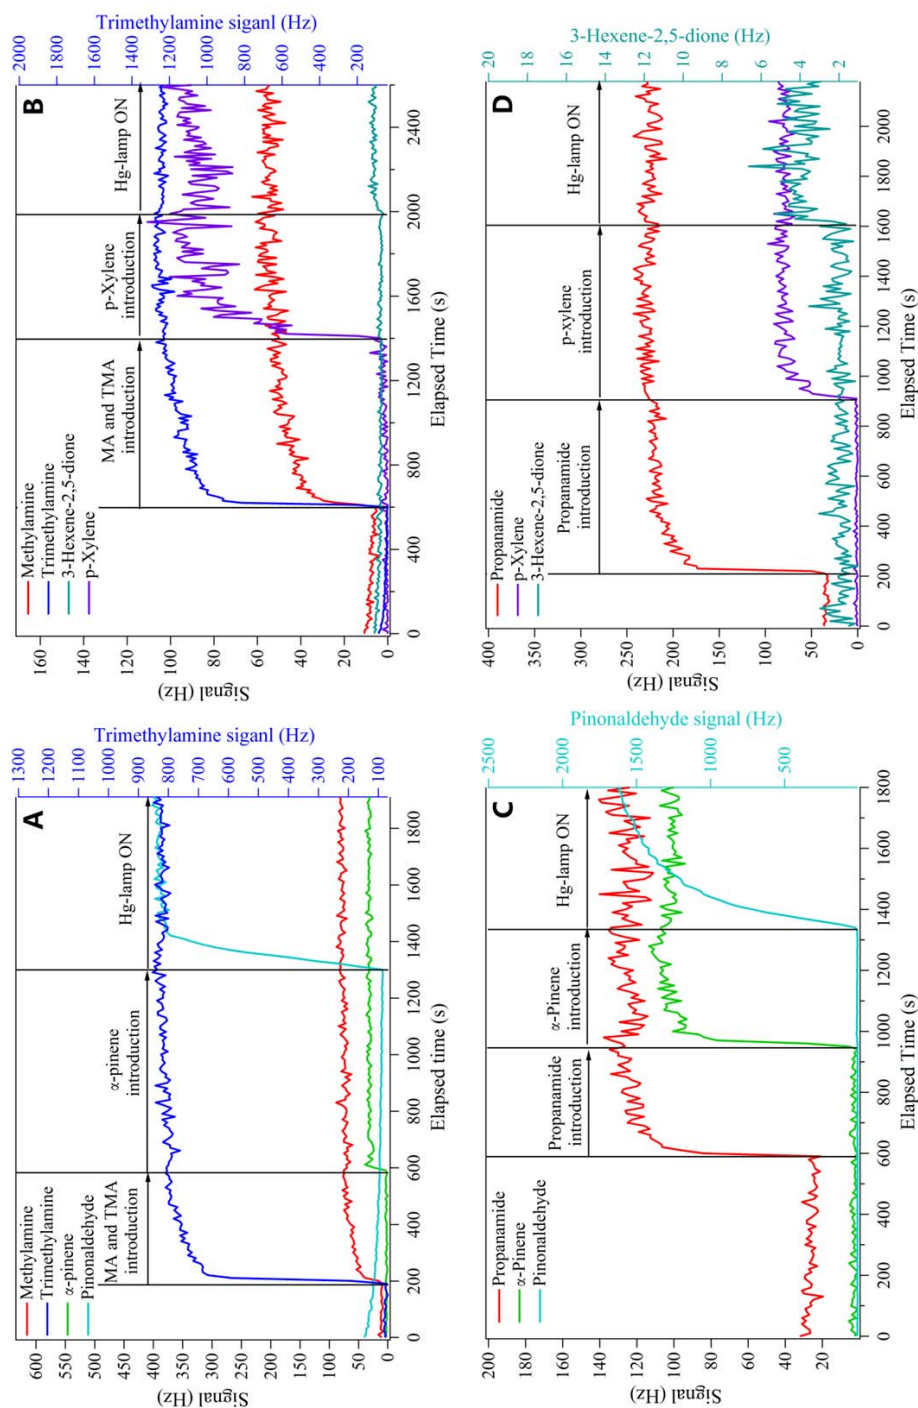 A
Methylamine
Trimethylamine
α-pinene
Pinonaldehyde
MA and TMA
introduction
α-pinene
introduction
Hg-lamp ON
Signal (Hz)
600
550
500
450
400
350
300
250
200
150
100
50
0
Trimethylamine siganl (Hz)
1300
1200
1100
1000
900
800
700
600
500
400
300
200
100
0 200 400 600 800 1000 1200 1400 1600 1800
Elapsed time (s)
B
Methylamine
Trimethylamine
3-Hexene-2,5-dione
p-Xylene
MA and TMA
introduction
p-Xylene
introduction
Hg-lamp ON
Signal (Hz)
160
140
120
100
80
60
40
20
0
Trimethylamine siganl (Hz)
2000
1800
1600
1400
1200
1000
800
600
400
200
0 400 800 1200 1600 2000 2400
Elapsed Time (s)
C
Propanamide
α-Pinene
Pinonaldehyde
Propanamide
introduction
α-Pinene
introduction
Hg-lamp ON
Signal (Hz)
200
180
160
140
120
100
80
60
40
20
Pinonaldehyde signal (Hz)
2500
2000
1500
1000
500
0 200 400 600 800 1000 1200 1400 1600 1800
Elapsed Time (s)
D
Propanamide
p-Xylene
3-Hexene-2,5-dione
Propanamide
introduction
p-xylene
introduction
Hg-lamp ON
Signal (Hz)
400
350
300
250
200
150
100
50
0
3-Hexene-2,5-dione (Hz)
20
18
16
14
12
10
8
6
4
2
0 200 400 600 800 1000 1200 1400 1600 1800 2000
Elapsed Time (s)